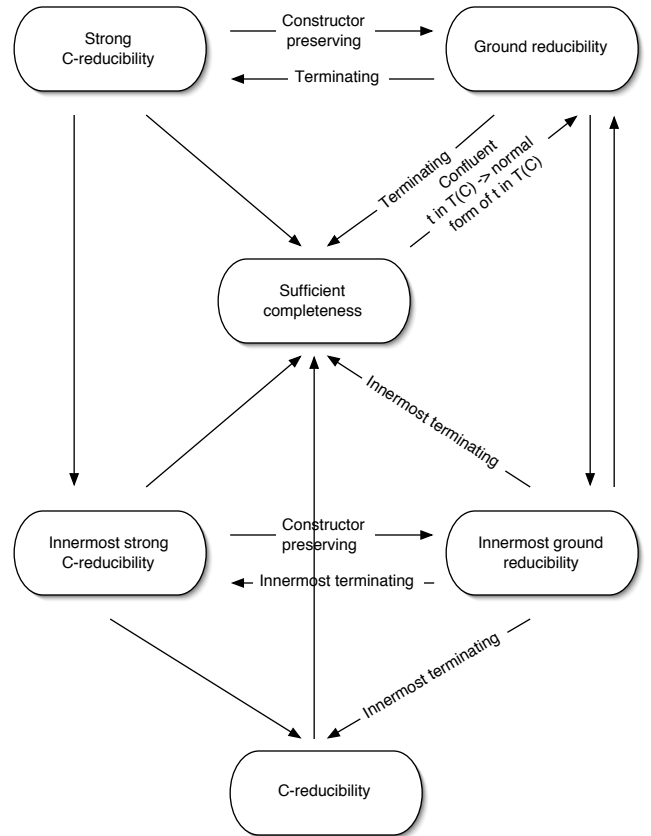 Strong
C-reducibility
Constructor
preserving
Terminating
Ground reducibility
Terminating
Confluent
t in T(C) -> normal
form of t in T(C)
Sufficient
completeness
Innermost terminating
Innermost strong
C-reducibility
Constructor
preserving
Innermost terminating
Innermost ground
reducibility
Innermost terminating
C-reducibility